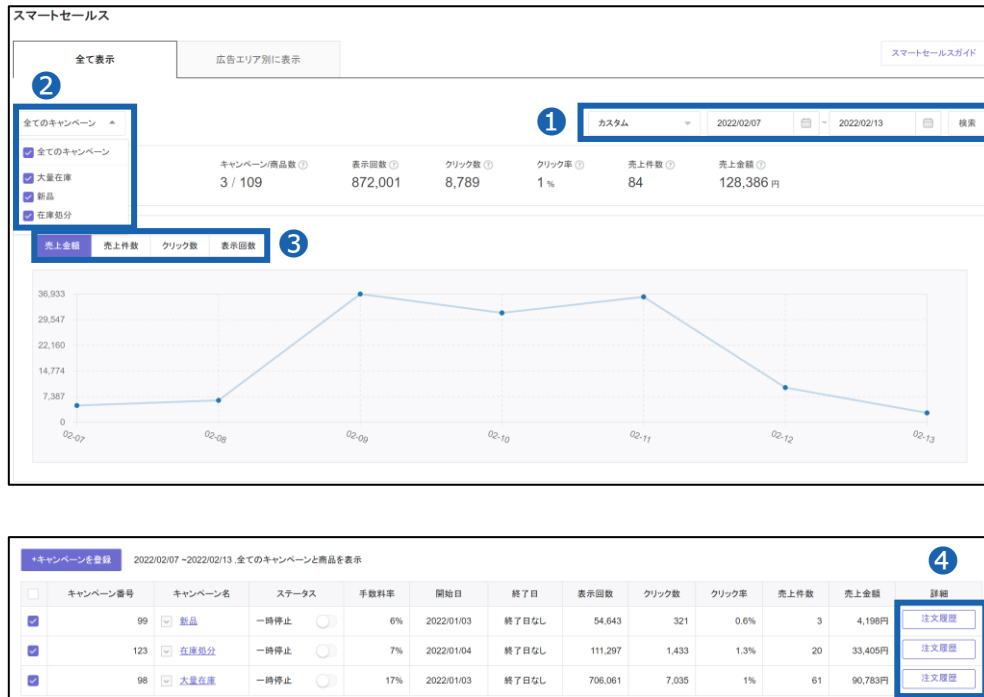 スマートセールス
全て表示 広告エリア別に表示 スマートセールスガイド
2
全てのキャンペーン 1 カスタム 2022/02/07 ~ 2022/02/13 検索
全てのキャンペーン
キャンペーン/商品数 表示回数 クリック数 クリック率 売上件数 売上金額
大量在庫 3 / 109 872,001 8,789 1 % 84 128,386 円
新品
在庫処分
売上金額 売上件数 クリック数 表示回数 3
36,933
29,547
22,160
14,774
7,387
0
02-07 02-08 02-09 02-10 02-11 02-12 02-13
+キャンペーンを登録 2022/02/07 ~2022/02/13 .全てのキャンペーンと商品を表示 4
キャンペーン番号 キャンペーン名 ステータス 手数料率 開始日 終了日 表示回数 クリック数 クリック率 売上件数 売上金額 詳細
99 新品 一時停止 6% 2022/01/03 終了日なし 54,643 321 0.6% 3 4,198円 注文履歴
123 在庫処分 一時停止 7% 2022/01/04 終了日なし 111,297 1,433 1.3% 20 33,405円 注文履歴
98 大量在庫 一時停止 17% 2022/01/03 終了日なし 706,061 7,035 1% 61 90,783円 注文履歴